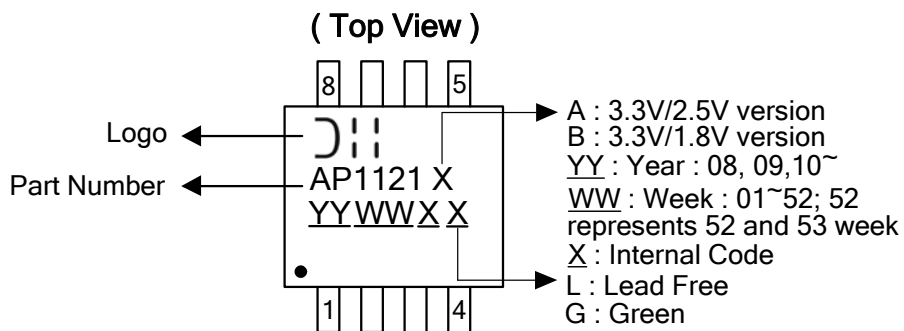 ( Top View )
8 5
Logo
Part Number
AP1121 X
YYWWX X
1 4
A : 3.3V/2.5V version
B : 3.3V/1.8V version
YY : Year : 08, 09,10~
WW : Week : 01~52; 52
represents 52 and 53 week
X : Internal Code
L : Lead Free
G : Green